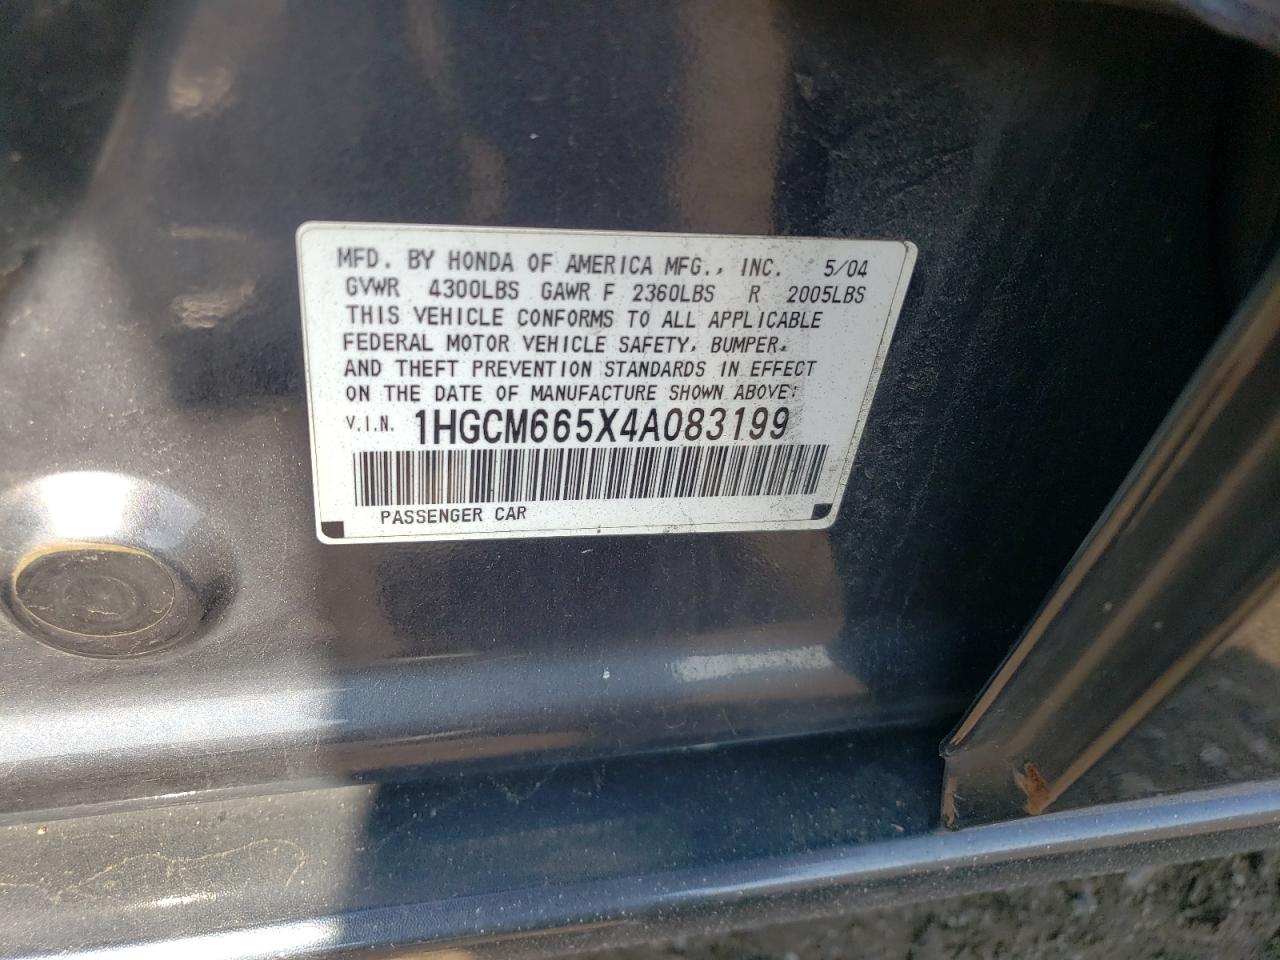 MFD. BY HONDA OF AMERICA MFG., INC. 5/04
GVWR 4300LBS GAWR F 2360LBS R 2005LBS
THIS VEHICLE CONFORMS TO ALL APPLICABLE
FEDERAL MOTOR VEHICLE SAFETY, BUMPER,
AND THEFT PREVENTION STANDARDS IN EFFECT
ON THE DATE OF MANUFACTURE SHOWN ABOVE:
V.I.N. 1HGCM665X4A083199
PASSENGER CAR